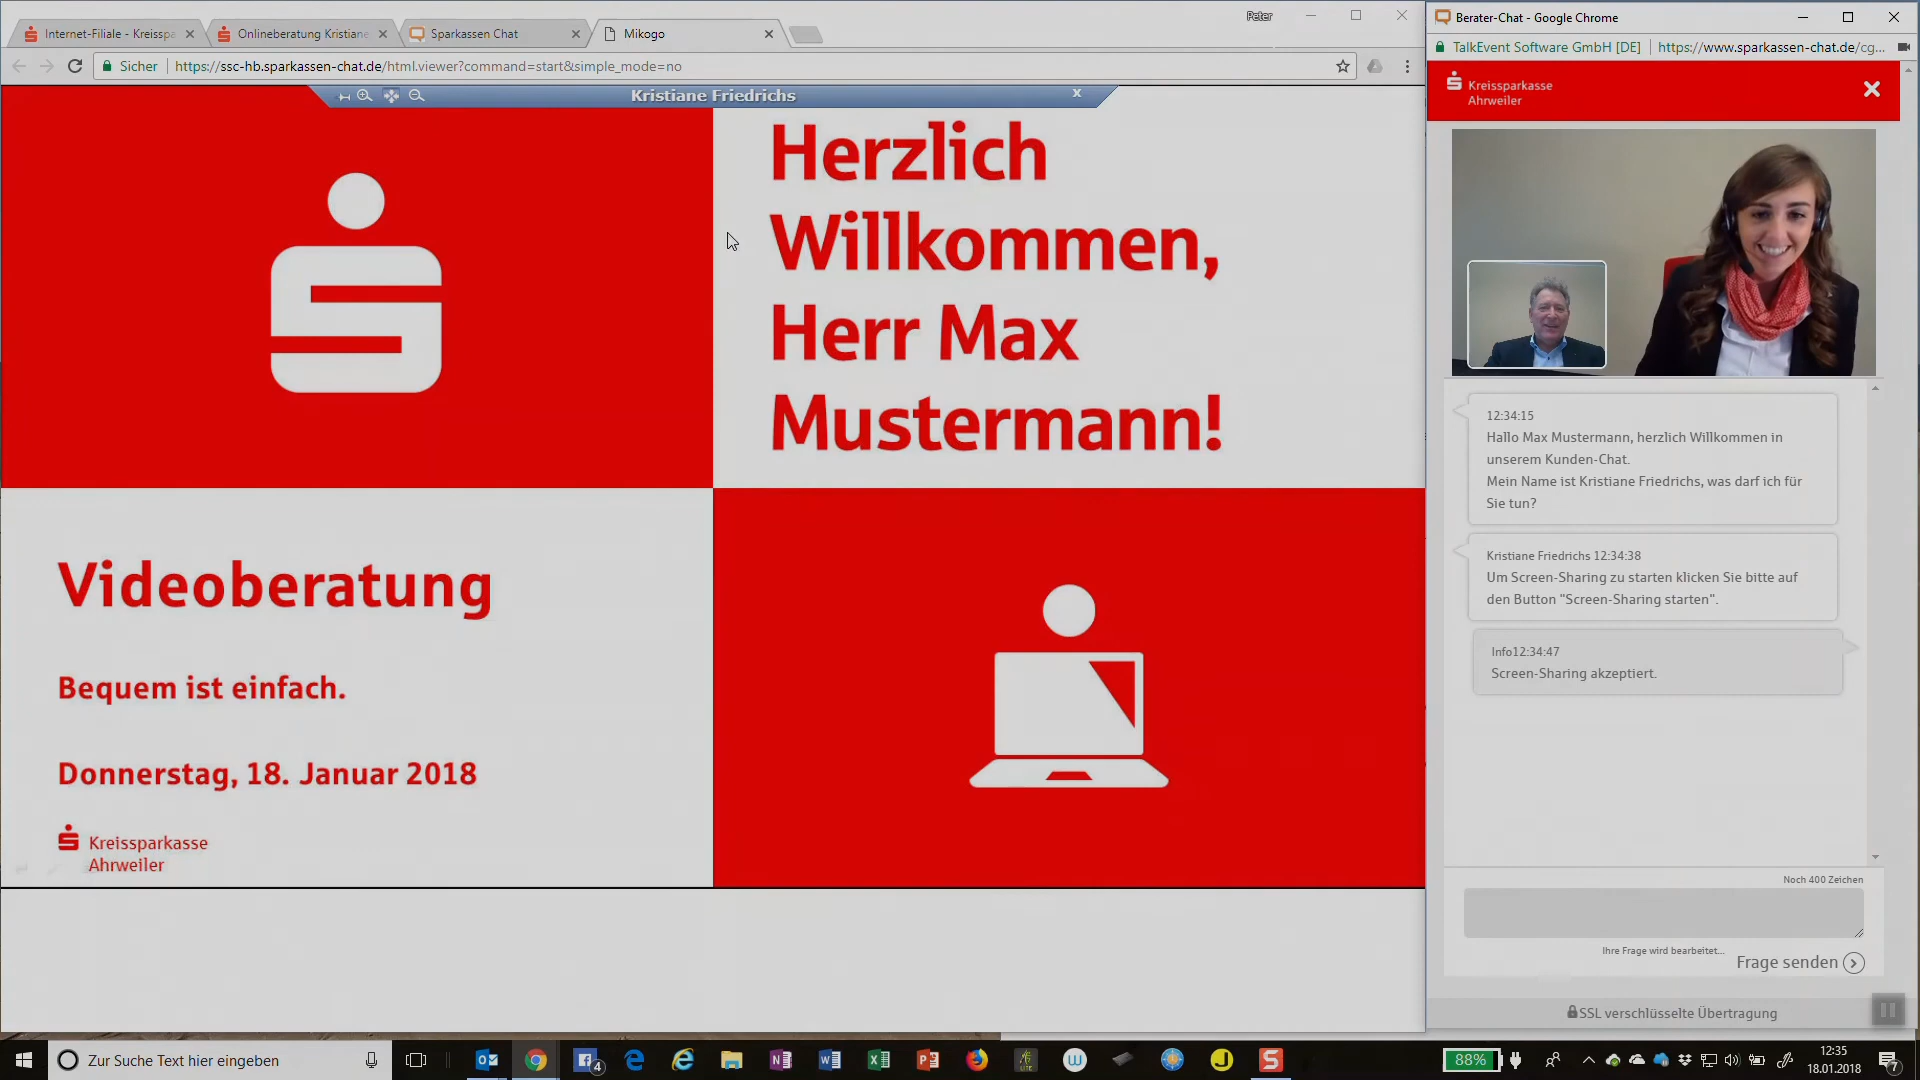 Peter
Internet-Filiale - Kreisspa
Onlineberatung Kristiane
Sparkassen Chat
Mikogo
Sicher
https://ssc-hb.sparkassen-chat.de/html.viewer?command=start&simple_mode=no
Kristiane Friedrichs
x
Herzlich
Willkommen,
Herr Max
Mustermann!
Videoberatung
Bequem ist einfach.
Donnerstag, 18. Januar 2018
Kreissparkasse
Ahrweiler
Berater-Chat - Google Chrome
TalkEvent Software GmbH [DE]
https://www.sparkassen-chat.de/cg...
Kreissparkasse
Ahrweiler
12:34:15
Hallo Max Mustermann, herzlich Willkommen in
unserem Kunden-Chat.
Mein Name ist Kristiane Friedrichs, was darf ich für
Sie tun?
Kristiane Friedrichs 12:34:38
Um Screen-Sharing zu starten klicken Sie bitte auf
den Button "Screen-Sharing starten".
Info12:34:47
Screen-Sharing akzeptiert.
Noch 400 Zeichen
Ihre Frage wird bearbeitet...
Frage senden
SSL verschlüsselte Übertragung
Zur Suche Text hier eingeben
4
88%
12:35
18.01.2018
7